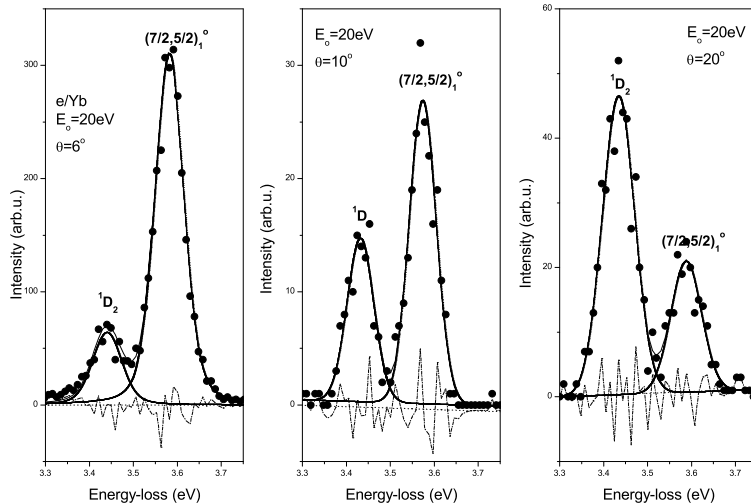 300
200
100
0
Intensity (arb.u.)
(7/2,5/2)₁°
e/Yb
Eₒ=20eV
θ=6°
¹D₂
3.3 3.4 3.5 3.6 3.7
Energy-loss (eV)
30
20
10
0
Intensity (arb.u.)
Eₒ=20eV
θ=10°
(7/2,5/2)₁°
¹D
3.3 3.4 3.5 3.6 3.7
Energy-loss (eV)
60
40
20
0
Intensity (arb.u.)
Eₒ=20eV
θ=20°
¹D₂
(7/2,5/2)₁°
3.3 3.4 3.5 3.6 3.7
Energy-loss (eV)